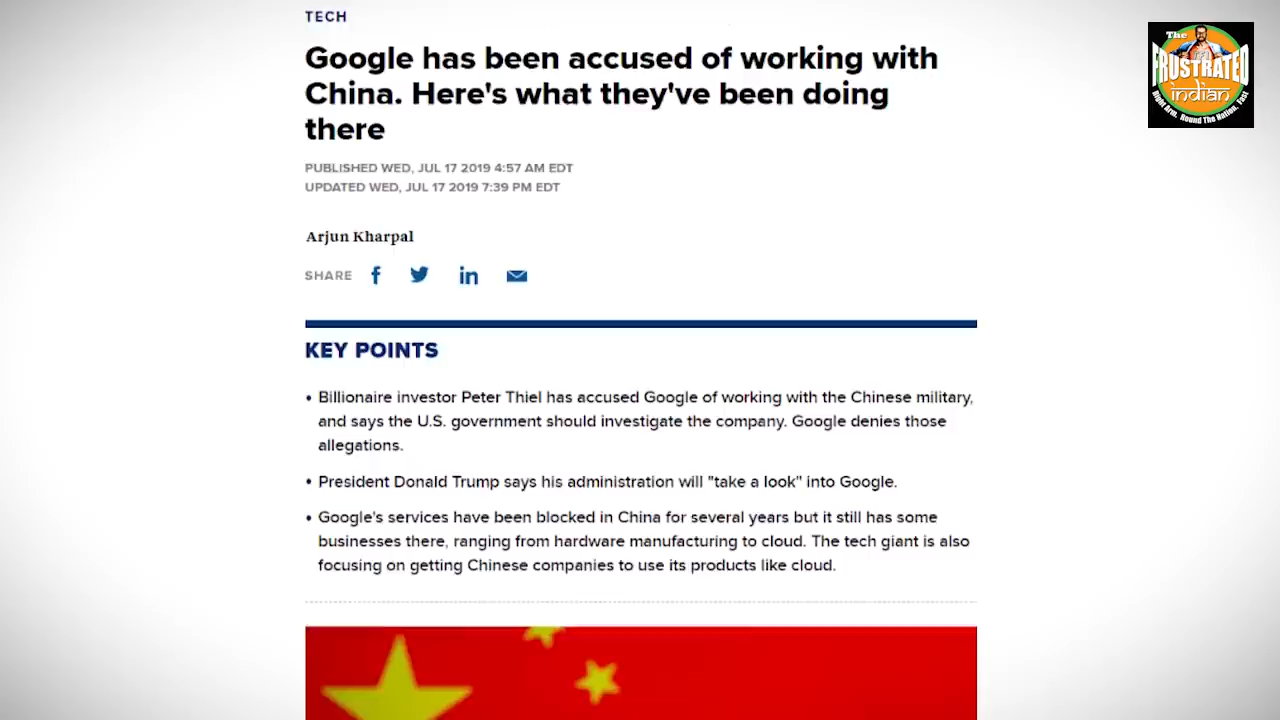 TECH
Google has been accused of working with
China. Here's what they've been doing
there
PUBLISHED WED, JUL 17 2019 4:57 AM EDT
UPDATED WED, JUL 17 2019 7:39 PM EDT
Arjun Kharpal
SHARE
KEY POINTS
• Billionaire investor Peter Thiel has accused Google of working with the Chinese military,
and says the U.S. government should investigate the company. Google denies those
allegations.
• President Donald Trump says his administration will "take a look" into Google.
• Google's services have been blocked in China for several years but it still has some
businesses there, ranging from hardware manufacturing to cloud. The tech giant is also
focusing on getting Chinese companies to use its products like cloud.
The
FRUSTRATED
indian
Right Arm, Round The Nation, Fast